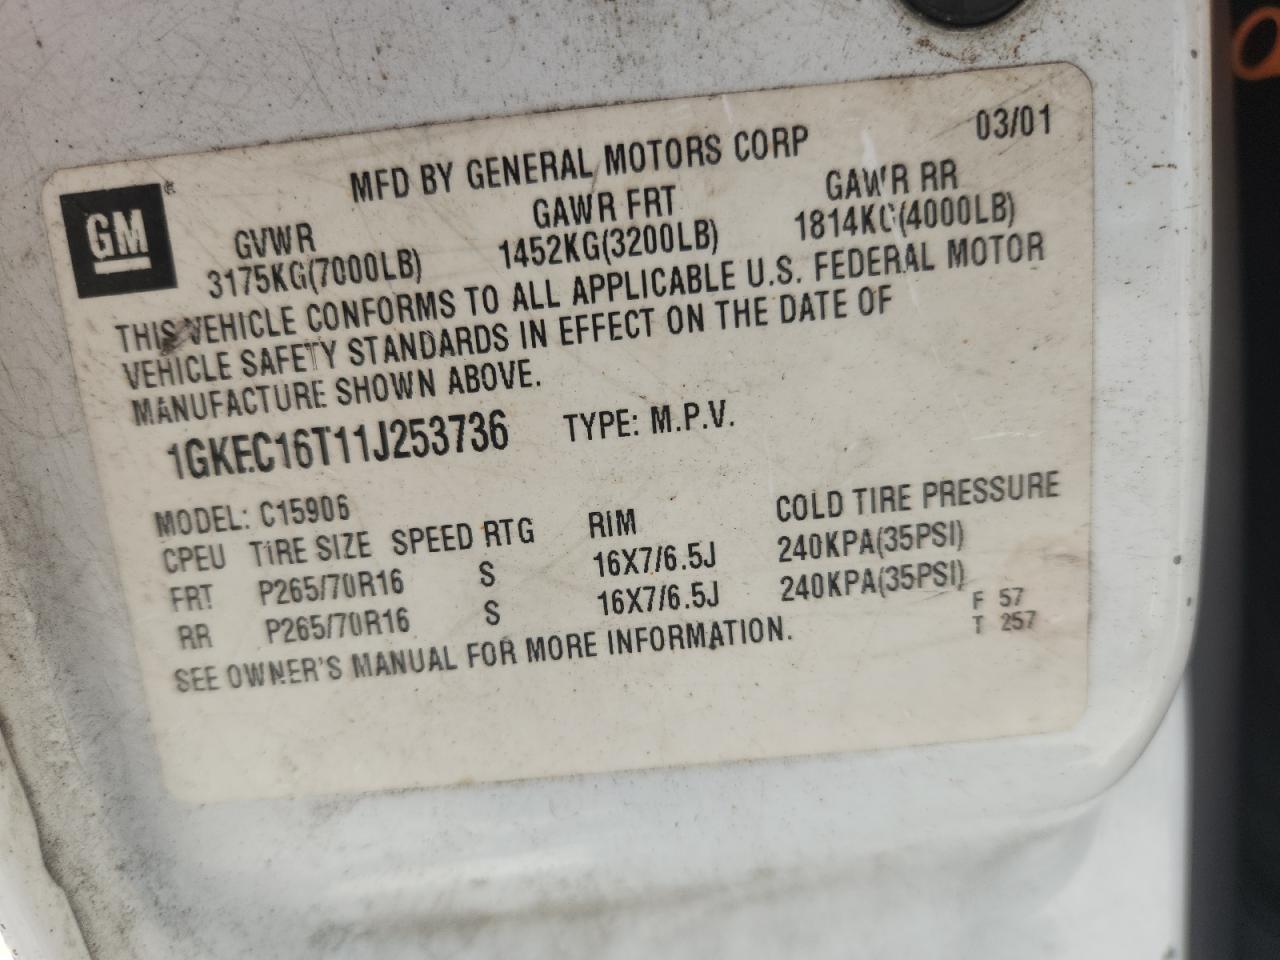 MFD BY GENERAL MOTORS CORP 03/01
GM ®
GVWR GAWR FRT GAWR RR
3175KG(7000LB) 1452KG(3200LB) 1814KG(4000LB)
THIS VEHICLE CONFORMS TO ALL APPLICABLE U.S. FEDERAL MOTOR
VEHICLE SAFETY STANDARDS IN EFFECT ON THE DATE OF
MANUFACTURE SHOWN ABOVE.
1GKEC16T11J253736 TYPE: M.P.V.
MODEL: C15906
CPEU TIRE SIZE SPEED RTG RIM COLD TIRE PRESSURE
FRT P265/70R16 S 16X7/6.5J 240KPA(35PSI)
RR P265/70R16 S 16X7/6.5J 240KPA(35PSI)
SEE OWNER'S MANUAL FOR MORE INFORMATION.
F 57
T 257